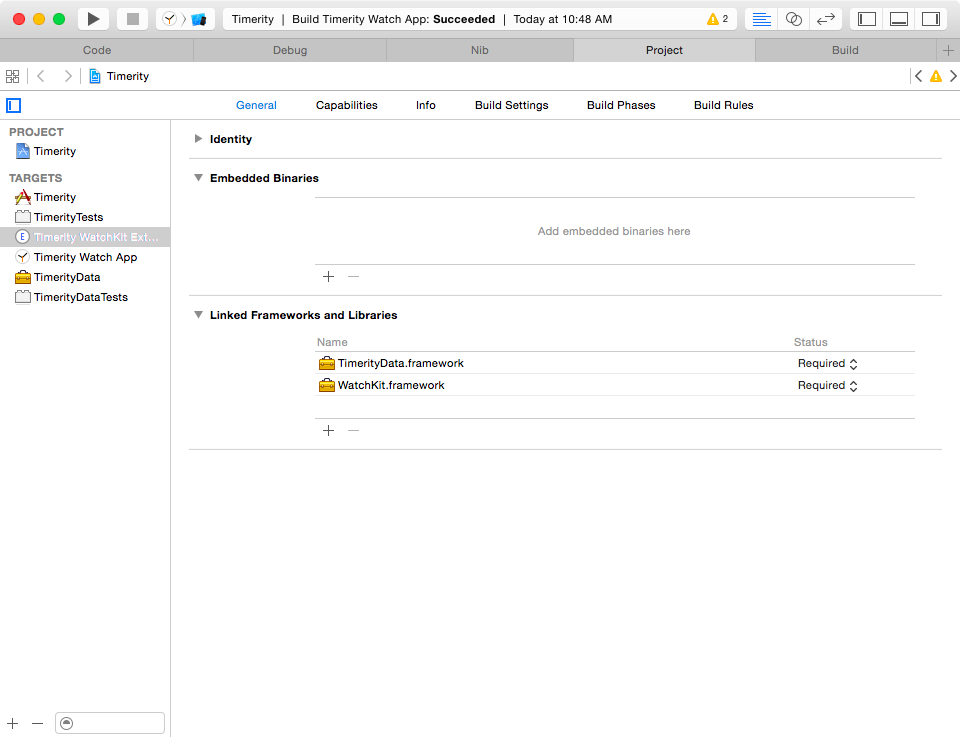 Timerity | Build Timerity Watch App: Succeeded | Today at 10:48 AM 2
Code Debug Nib Project Build
Timerity
General Capabilities Info Build Settings Build Phases Build Rules
PROJECT
Timerity
TARGETS
Timerity
TimerityTests
E Timerity WatchKit Ext...
Timerity Watch App
TimerityData
TimerityDataTests
Identity
Embedded Binaries
Add embedded binaries here
Linked Frameworks and Libraries
Name Status
TimerityData.framework Required
WatchKit.framework Required